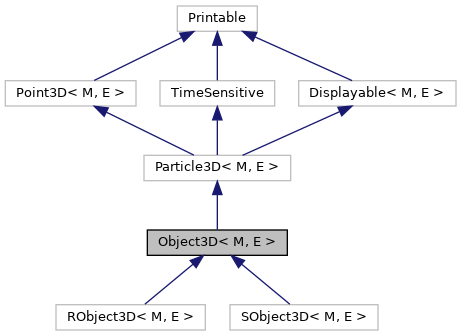 Printable
Point3D< M, E >
TimeSensitive
Displayable< M, E >
Particle3D< M, E >
Object3D< M, E >
RObject3D< M, E >
SObject3D< M, E >